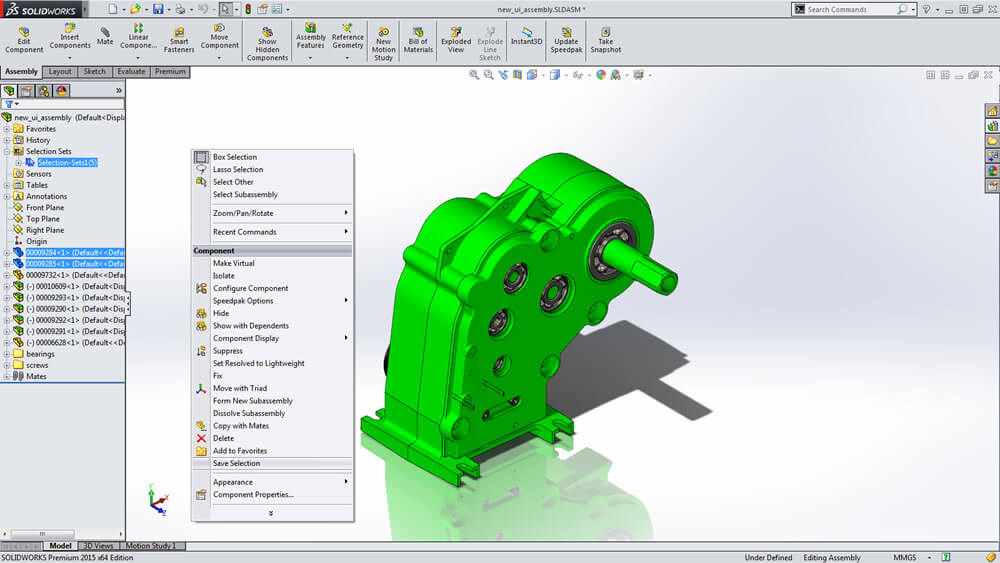 SOLIDWORKS
new_ui_assembly.SLDASM *
Search Commands
Edit Component
Insert Components
Mate
Linear Compone...
Smart Fasteners
Move Component
Show Hidden Components
Assembly Features
Reference Geometry
New Motion Study
Bill of Materials
Exploded View
Explode Line Sketch
Instant3D
Update Speedpak
Take Snapshot
Assembly
Layout
Sketch
Evaluate
Premium
new_ui_assembly (Default<Displa
Favorites
History
Selection Sets
Selection-Sets1(5)
Sensors
Tables
Annotations
Front Plane
Top Plane
Right Plane
Origin
00009284<1> (Default<<Defa
00009285<1> (Default<<Defa
00009732<1> (Default<<Defau
(-) 00010609<1> (Default<Disp
(-) 00009293<1> (Default<Disp
(-) 00009290<1> (Default<Disp
(-) 00009292<1> (Default<Disp
(-) 00009291<1> (Default<Disp
(-) 00006628<1> (Default<<De
bearings
screws
Mates
Box Selection
Lasso Selection
Select Other
Select Subassembly
Zoom/Pan/Rotate
Recent Commands
Component
Make Virtual
Isolate
Configure Component
Speedpak Options
Hide
Show with Dependents
Component Display
Suppress
Set Resolved to Lightweight
Fix
Move with Triad
Form New Subassembly
Dissolve Subassembly
Copy with Mates
Delete
Add to Favorites
Save Selection
Appearance
Component Properties...
Y
X
Z
Model
3D Views
Motion Study 1
SOLIDWORKS Premium 2015 x64 Edition
Under Defined
Editing Assembly
MMGS